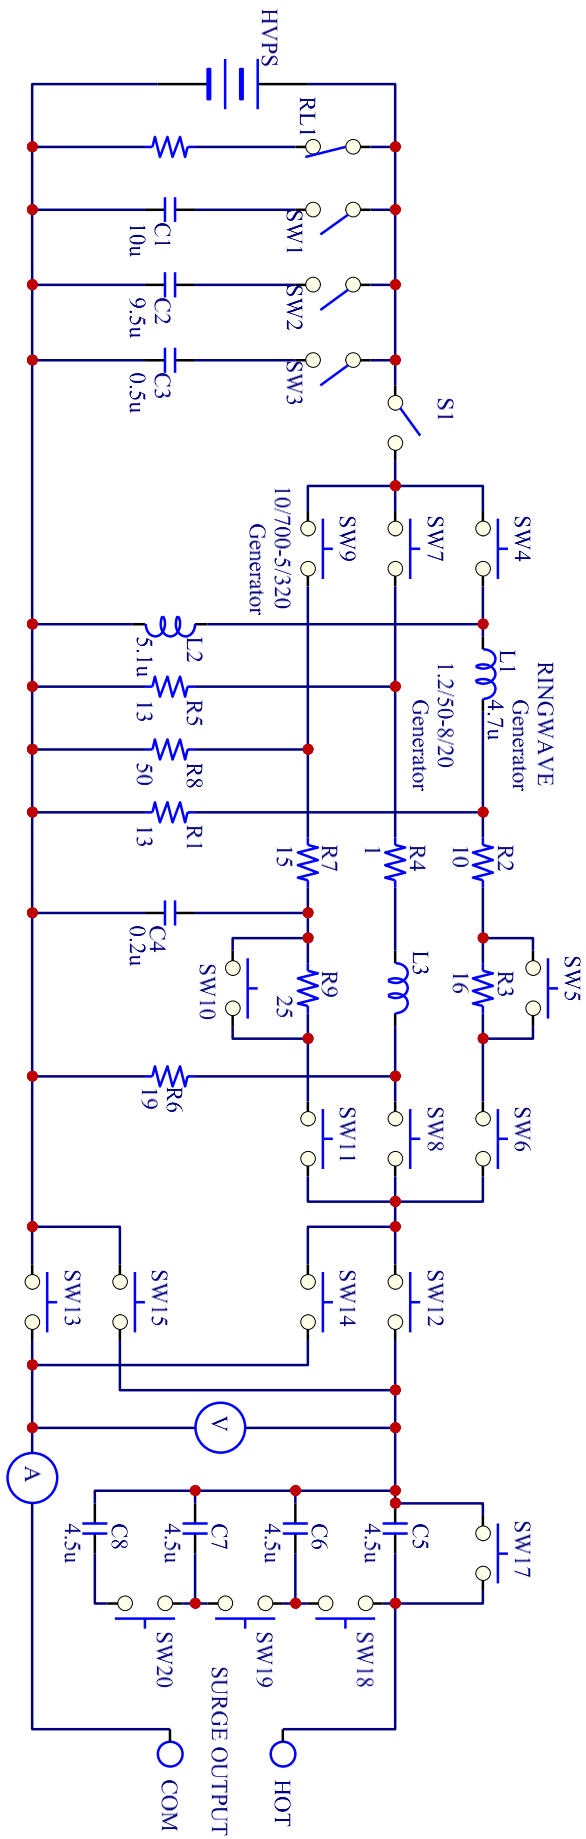 HVPS
RL1
SW1
C1
10u
SW2
C2
9.5u
SW3
C3
0.5u
S1
SW4
SW7
SW9
10/700-5/320
Generator
RINGWAVE
Generator
L1
4.7u
1.2/50-8/20
Generator
L2
5.1u
R5
13
R8
50
R1
13
R2
10
R4
1
R7
15
C4
0.2u
SW5
R3
16
L3
R9
25
SW10
R6
19
SW6
SW8
SW11
SW12
SW14
SW15
SW13
V
A
SW17
C5
4.5u
C6
4.5u
C7
4.5u
C8
4.5u
SW18
SW19
SW20
SURGE OUTPUT
HOT
COM